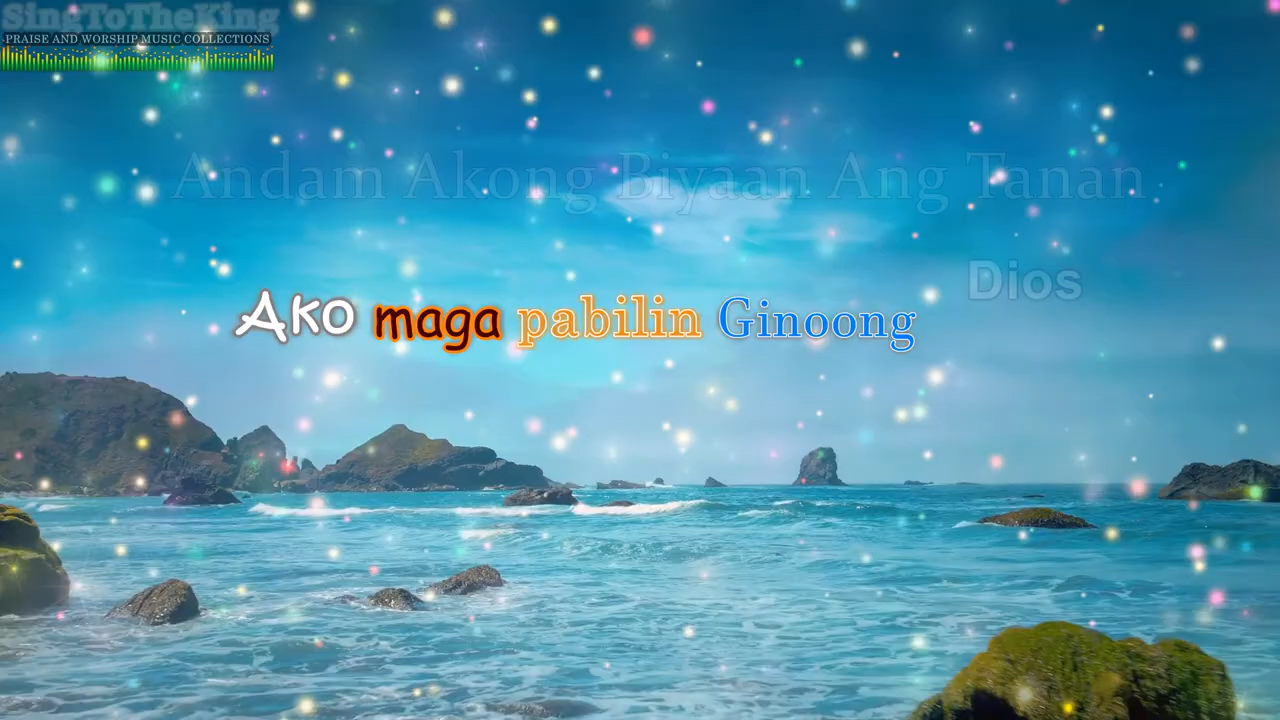 SingToTheKing
PRAISE AND WORSHIP MUSIC COLLECTIONS
Andam Akong Biyaan Ang Tanan
Ako maga pabilin Ginoong Dios